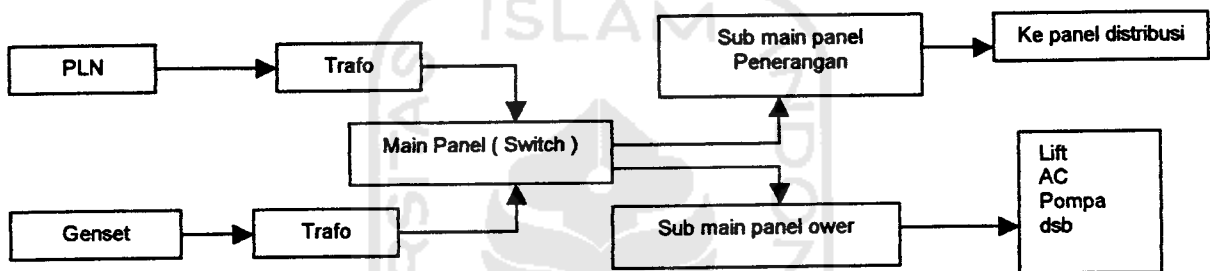 ISLAM
PLN
Trafo
Main Panel ( Switch )
Sub main panel
Penerangan
Ke panel distribusi
Genset
Trafo
Sub main panel ower
Lift
AC
Pompa
dsb